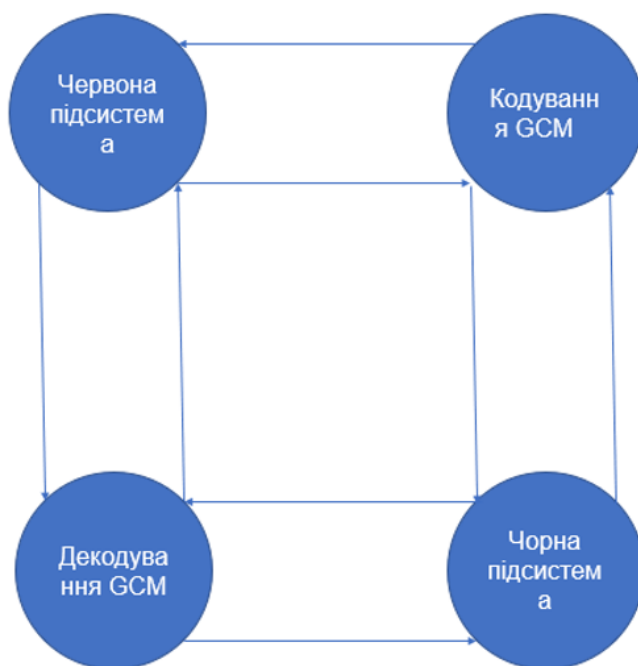 Червона
підсистем
а
Кодуванн
я GCM
Декодува
ння GCM
Чорна
підсистем
а